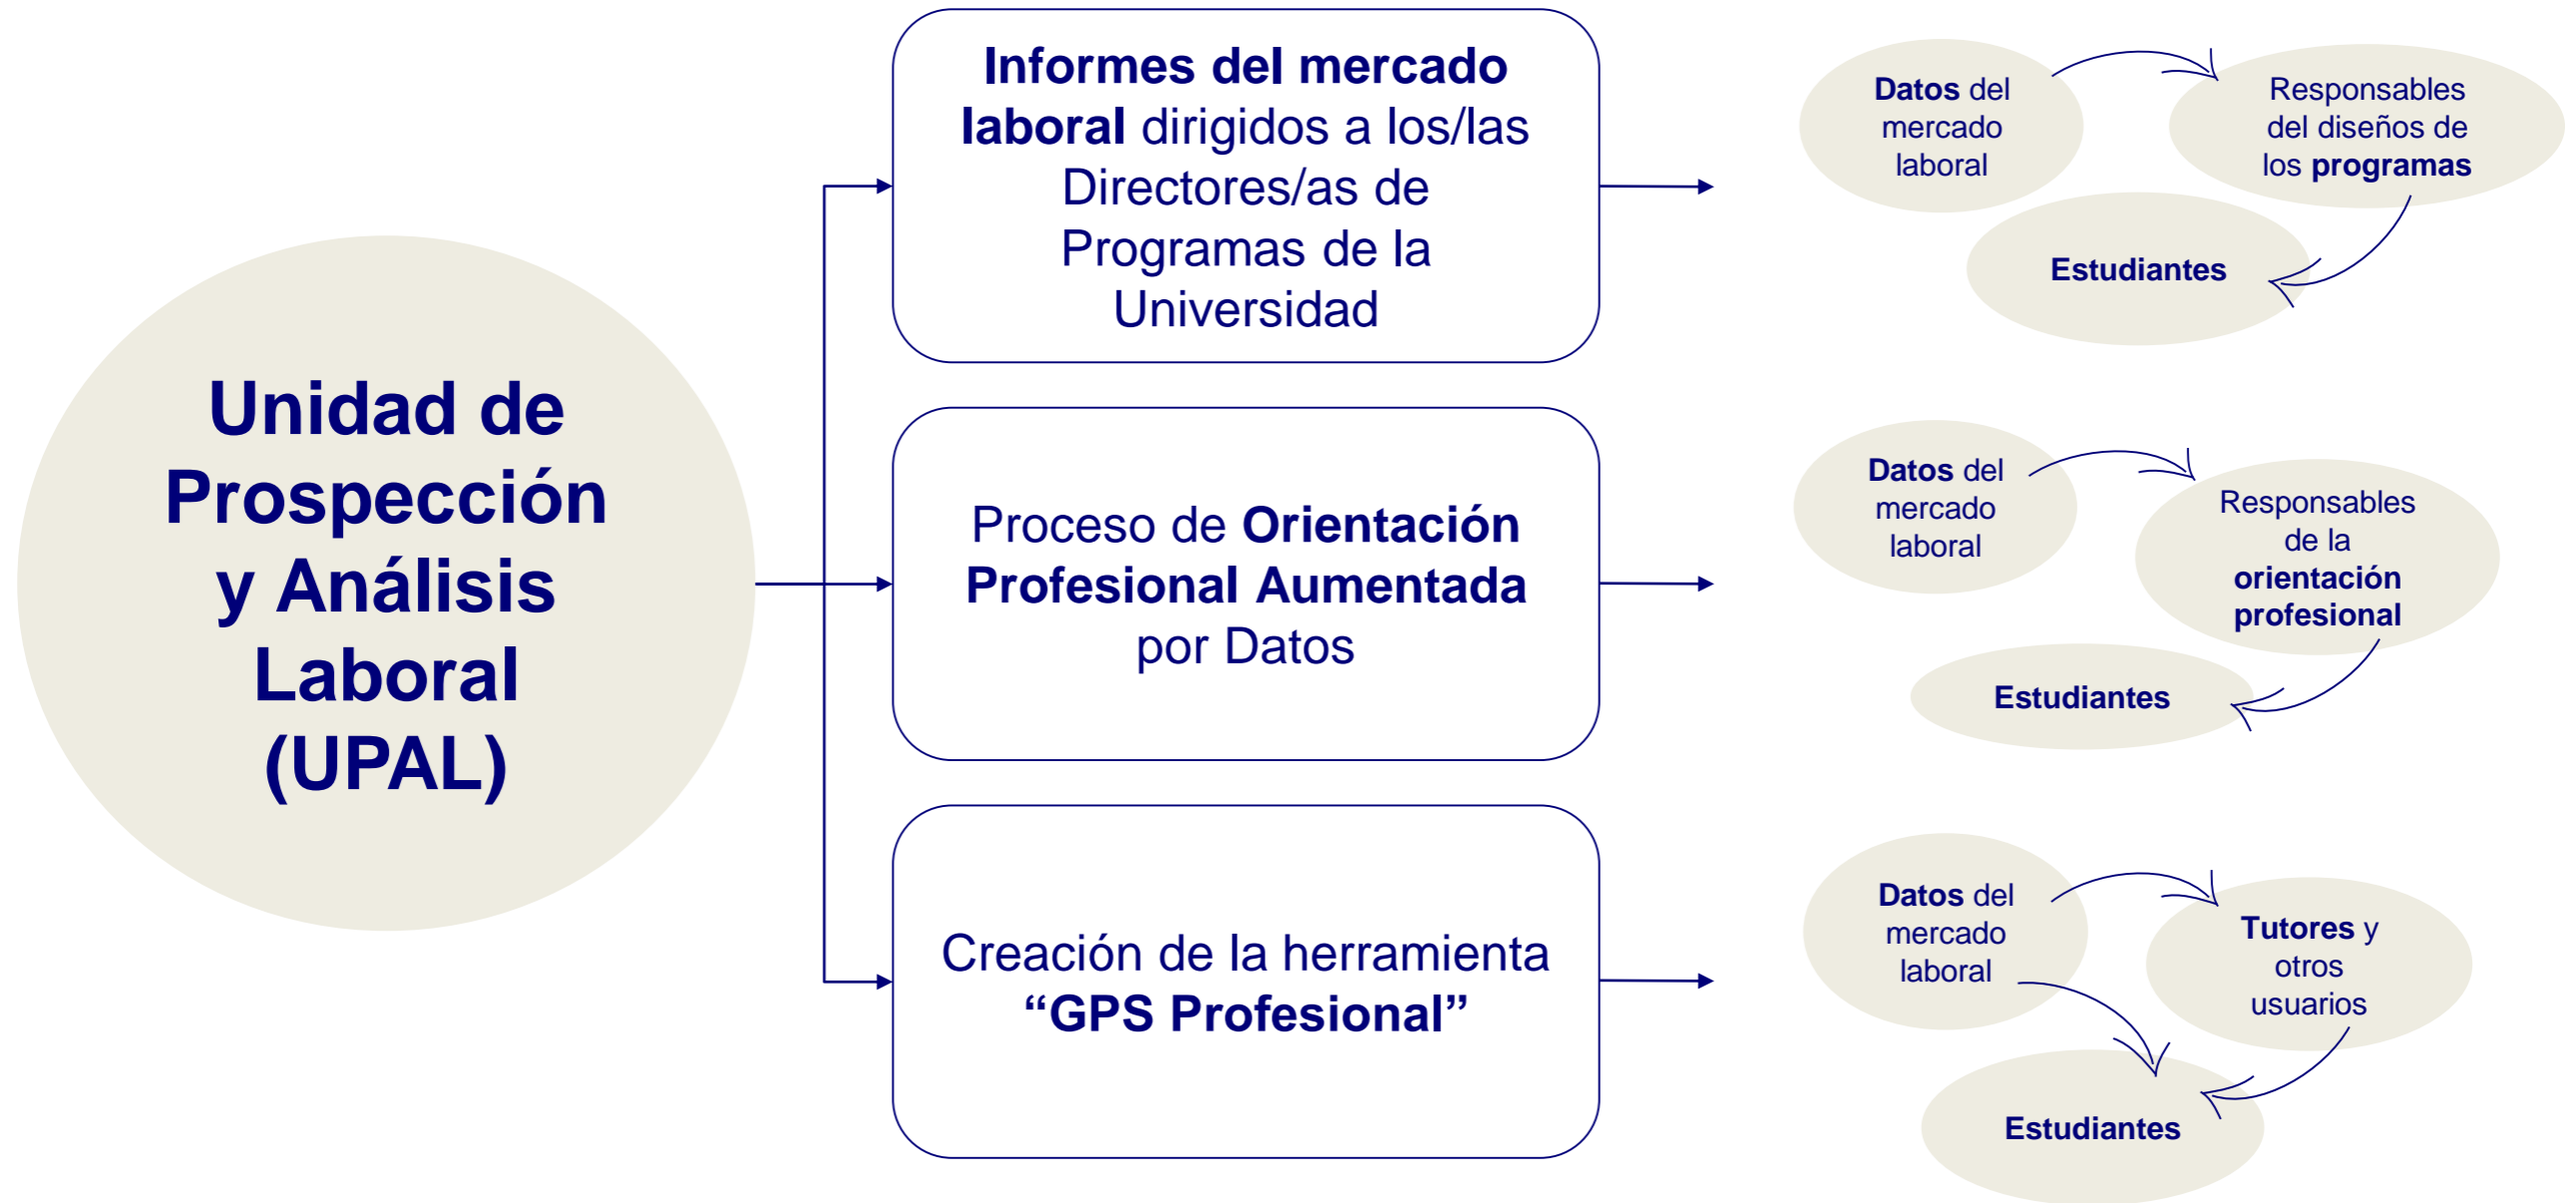 Unidad de
Prospección
y Análisis
Laboral
(UPAL)
Informes del mercado
laboral dirigidos a los/las
Directores/as de
Programas de la
Universidad
Datos del
mercado
laboral
Responsables
del diseños de
los programas
Estudiantes
Proceso de Orientación
Profesional Aumentada
por Datos
Datos del
mercado
laboral
Responsables
de la
orientación
profesional
Estudiantes
Creación de la herramienta
“GPS Profesional”
Datos del
mercado
laboral
Tutores y
otros
usuarios
Estudiantes